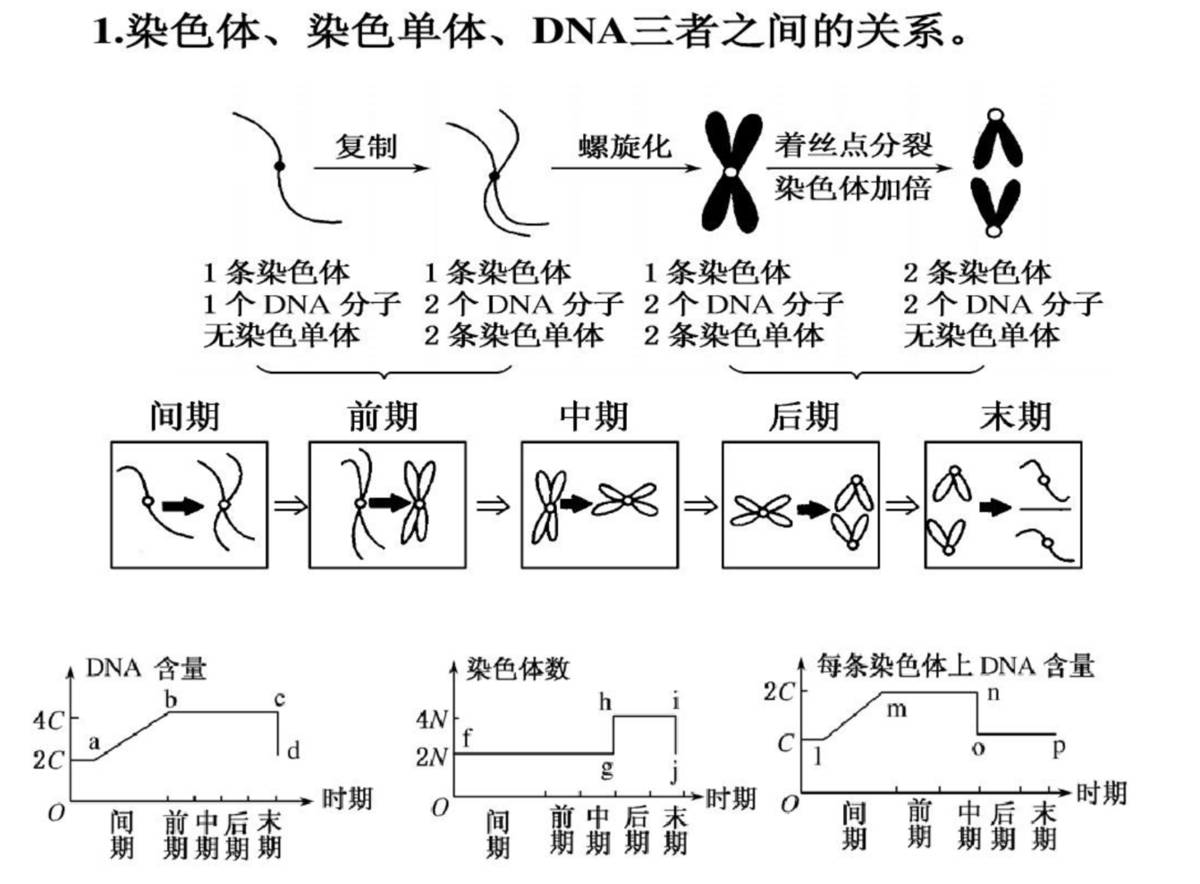 1.染色体、染色单体、DNA三者之间的关系。
复制
螺旋化
着丝点分裂
染色体加倍
1 条染色体
1 个 DNA 分子
无染色单体
1 条染色体
2 个 DNA 分子
2 条染色单体
1 条染色体
2 个 DNA 分子
2 条染色单体
2 条染色体
2 个 DNA 分子
无染色单体
间期
前期
中期
后期
末期
DNA 含量
4C
2C
O
a
b
c
d
时期
间期
前期
中期
后期
末期
染色体数
4N
2N
O
f
g
h
i
j
时期
间期
前期
中期
后期
末期
每条染色体上 DNA 含量
2C
C
O
l
m
n
o
p
时期
间期
前期
中期
后期
末期